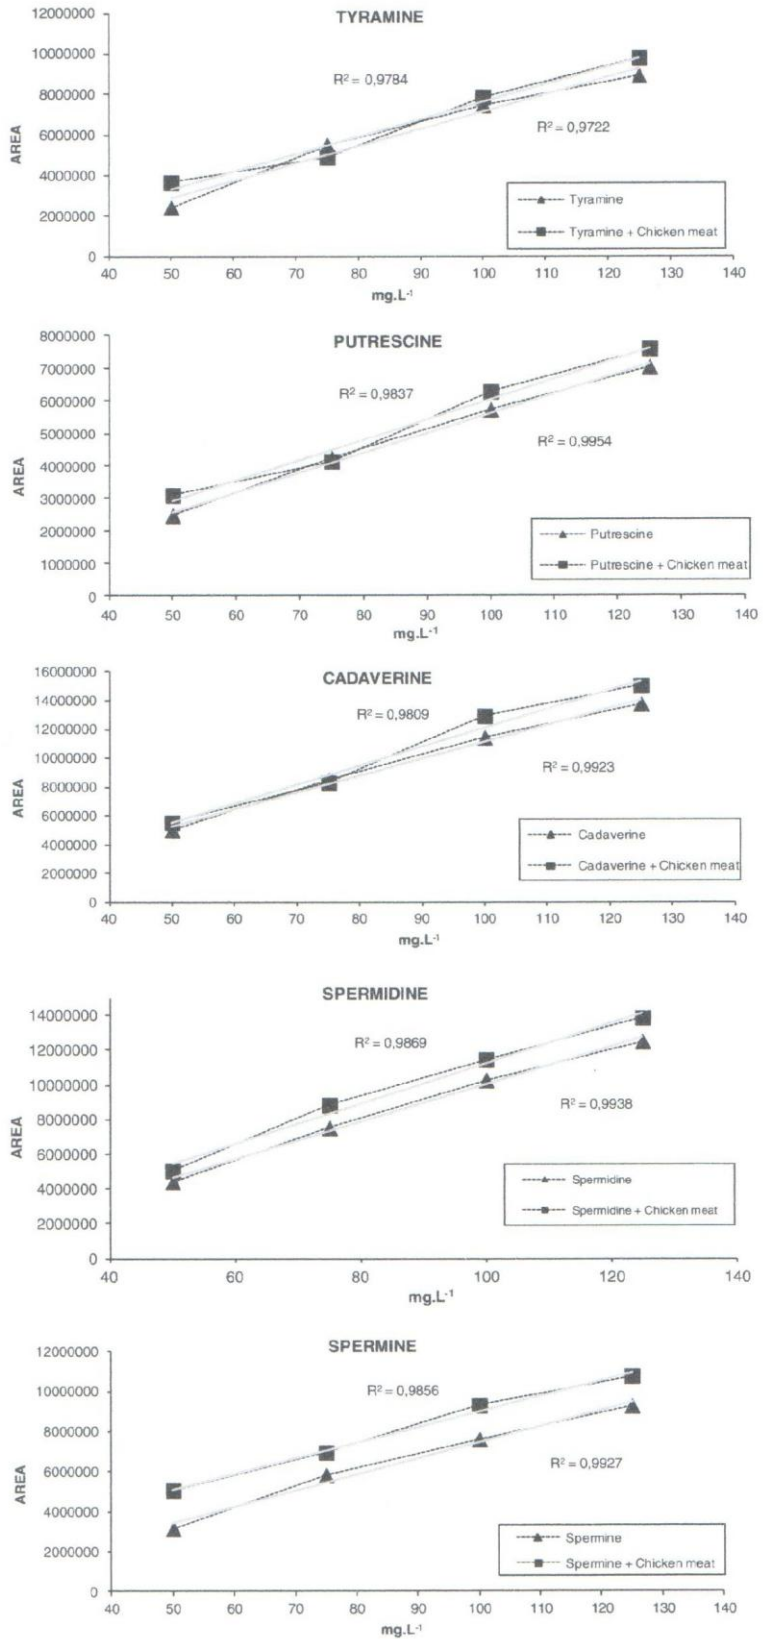 TYRAMINE
12000000
10000000
8000000
6000000
4000000
2000000
0
AREA
R² = 0,9784
R² = 0,9722
Tyramine
Tyramine + Chicken meat
40 50 60 70 80 90 100 110 120 130 140
mg.L⁻¹
PUTRESCINE
8000000
7000000
6000000
5000000
4000000
3000000
2000000
1000000
0
AREA
R² = 0,9837
R² = 0,9954
Putrescine
Putrescine + Chicken meat
40 50 60 70 80 90 100 110 120 130 140
mg.L⁻¹
CADAVERINE
16000000
14000000
12000000
10000000
8000000
6000000
4000000
2000000
0
AREA
R² = 0,9809
R² = 0,9923
Cadaverine
Cadaverine + Chicken meat
40 50 60 70 80 90 100 110 120 130 140
mg.L⁻¹
SPERMIDINE
14000000
12000000
10000000
8000000
6000000
4000000
2000000
0
AREA
R² = 0,9869
R² = 0,9938
Spermidine
Spermidine + Chicken meat
40 60 80 100 120 140
mg.L⁻¹
SPERMINE
12000000
10000000
8000000
6000000
4000000
2000000
0
AREA
R² = 0,9856
R² = 0,9927
Spermine
Spermine + Chicken meat
40 50 60 70 80 90 100 110 120 130 140
mg.L⁻¹